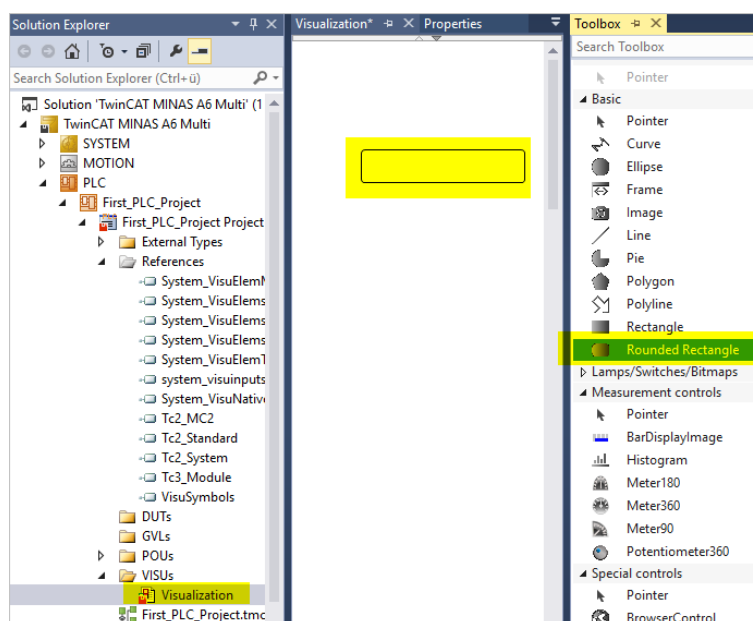 Solution Explorer
Search Solution Explorer (Ctrl+ü)
Solution 'TwinCAT MINAS A6 Multi' (1
TwinCAT MINAS A6 Multi
SYSTEM
MOTION
PLC
First_PLC_Project
First_PLC_Project Project
External Types
References
System_VisuElem
System_VisuElems
System_VisuElems
System_VisuElems
System_VisuElemT
system_visuinputs
System_VisuNative
Tc2_MC2
Tc2_Standard
Tc2_System
Tc3_Module
VisuSymbols
DUTs
GVLs
POUs
VISUs
Visualization
First_PLC_Project.tmc
Visualization*
Properties
Toolbox
Search Toolbox
Pointer
Basic
Pointer
Curve
Ellipse
Frame
Image
Line
Pie
Polygon
Polyline
Rectangle
Rounded Rectangle
Lamps/Switches/Bitmaps
Measurement controls
Pointer
BarDisplayImage
Histogram
Meter180
Meter360
Meter90
Potentiometer360
Special controls
Pointer
BrowserControl